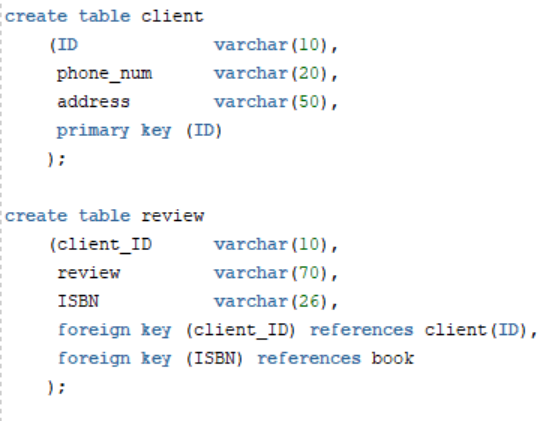 create table client
(ID varchar(10),
phone_num varchar(20),
address varchar(50),
primary key (ID)
);
create table review
(client_ID varchar(10),
review varchar(70),
ISBN varchar(26),
foreign key (client_ID) references client(ID),
foreign key (ISBN) references book
);